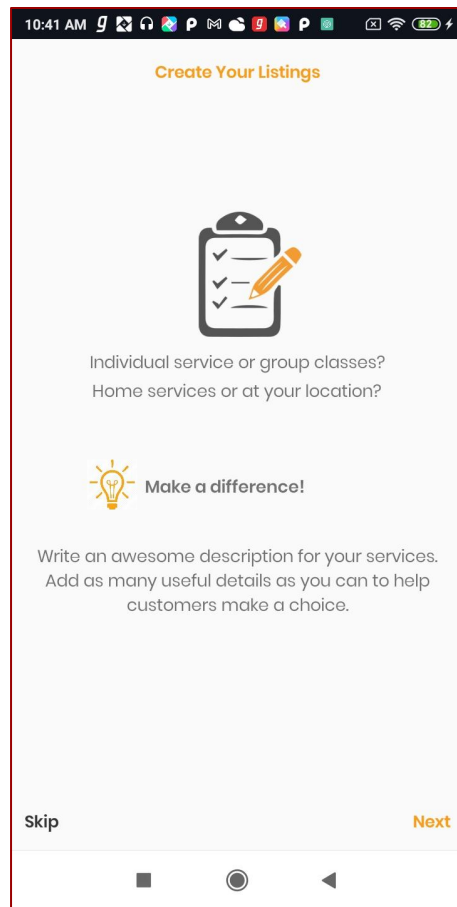 10:41 AM
82
Create Your Listings
Individual service or group classes?
Home services or at your location?
Make a difference!
Write an awesome description for your services.
Add as many useful details as you can to help
customers make a choice.
Skip
Next